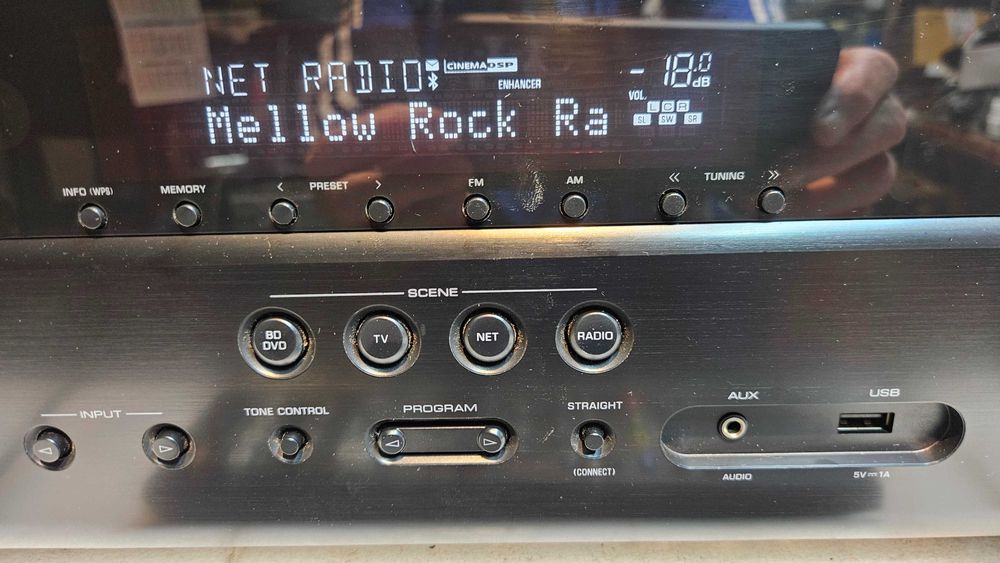 NET RADIO CINEMA DSP ENHANCER -18.0 dB
VOL. L C R
SL SW SR
Mellow Rock Ra
INFO (WPS) MEMORY < PRESET > FM AM << TUNING >>
SCENE
BD DVD TV NET RADIO
INPUT TONE CONTROL PROGRAM STRAIGHT AUX USB
(CONNECT) AUDIO 5V⎓1A